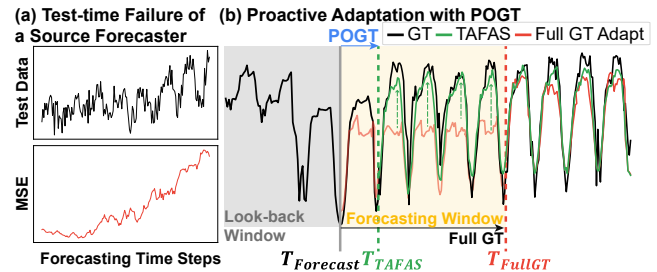 (a) Test-time Failure of
a Source Forecaster
Test Data
MSE
Forecasting Time Steps
(b) Proactive Adaptation with POGT
POGT
GT
TAFAS
Full GT Adapt
Look-back
Window
Forecasting Window
Full GT
T_Forecast
T_TAFAS
T_FullGT